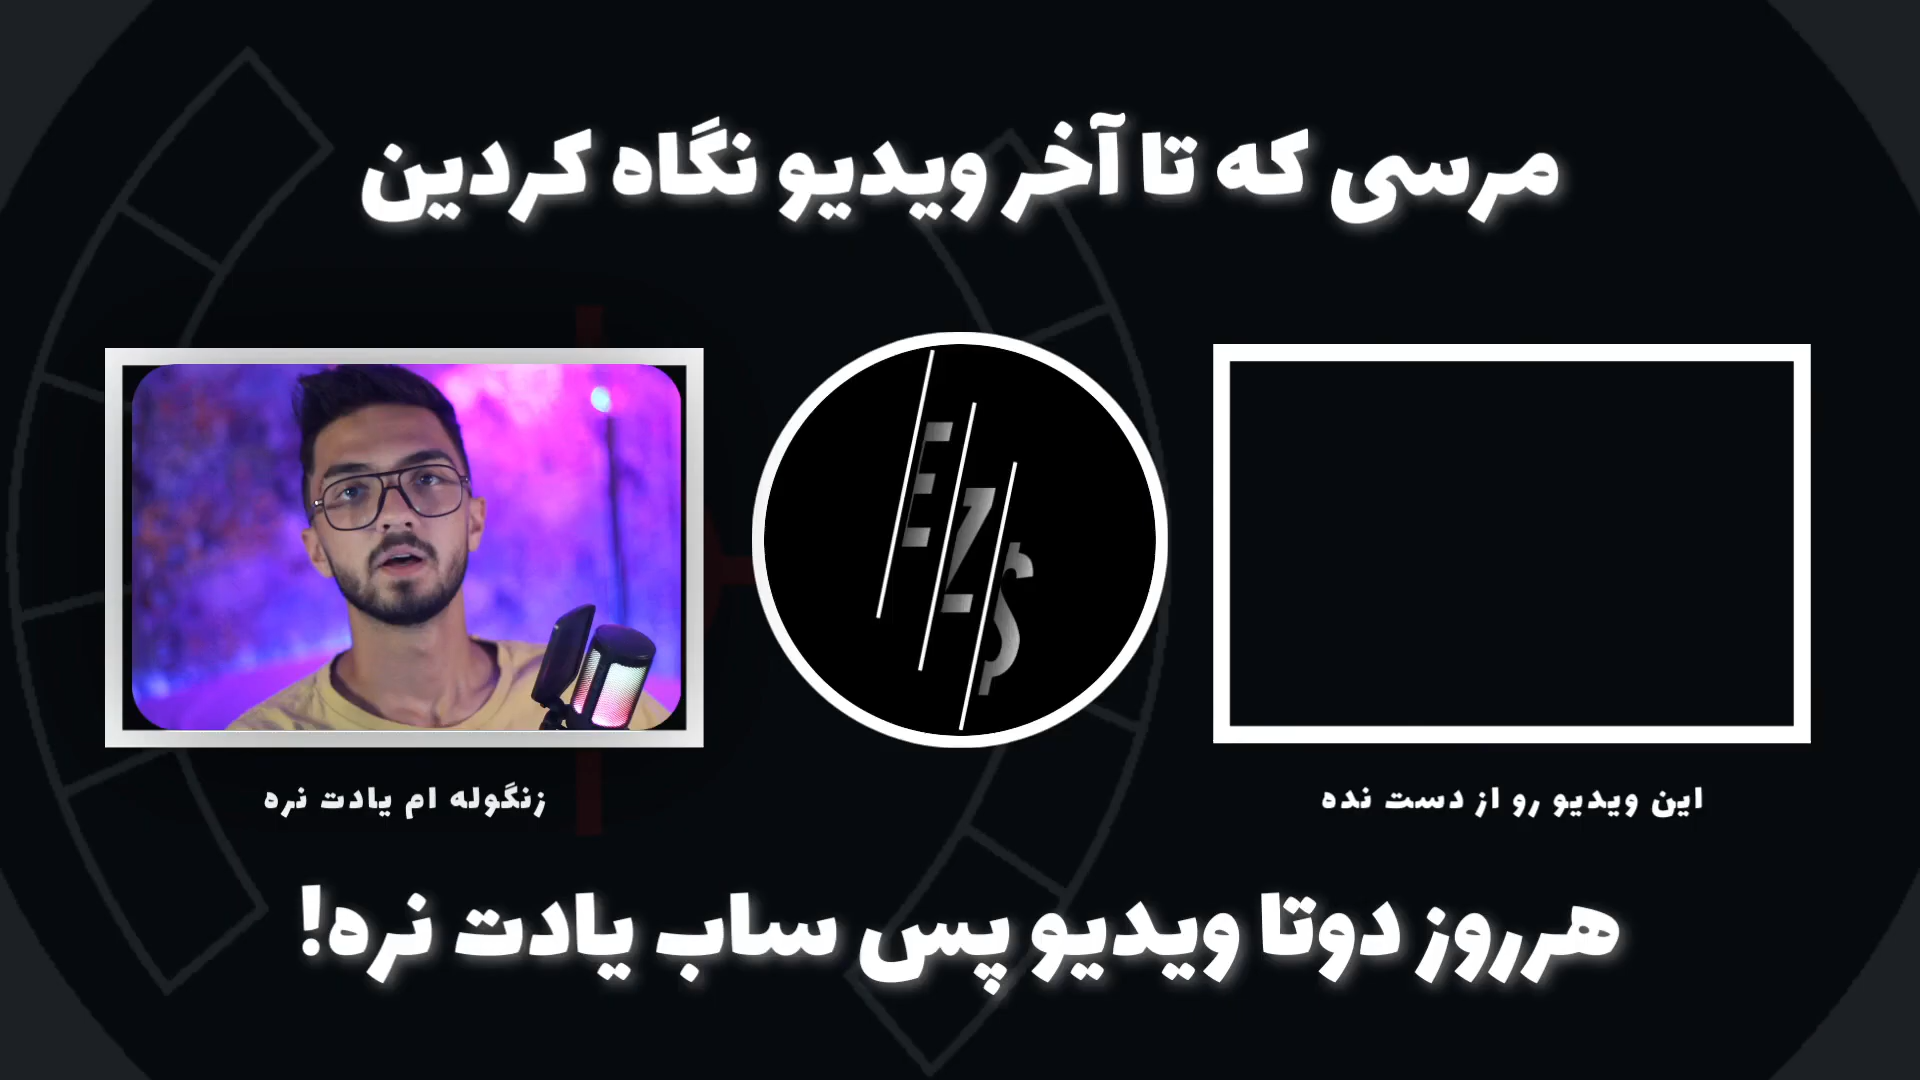 مرسی که تا آخر ویدیو نگاه کردین
EZ$
این ویدیو رو از دست نده
زنگوله ام یادت نره
هرروز دوتا ویدیو پس ساب یادت نره!